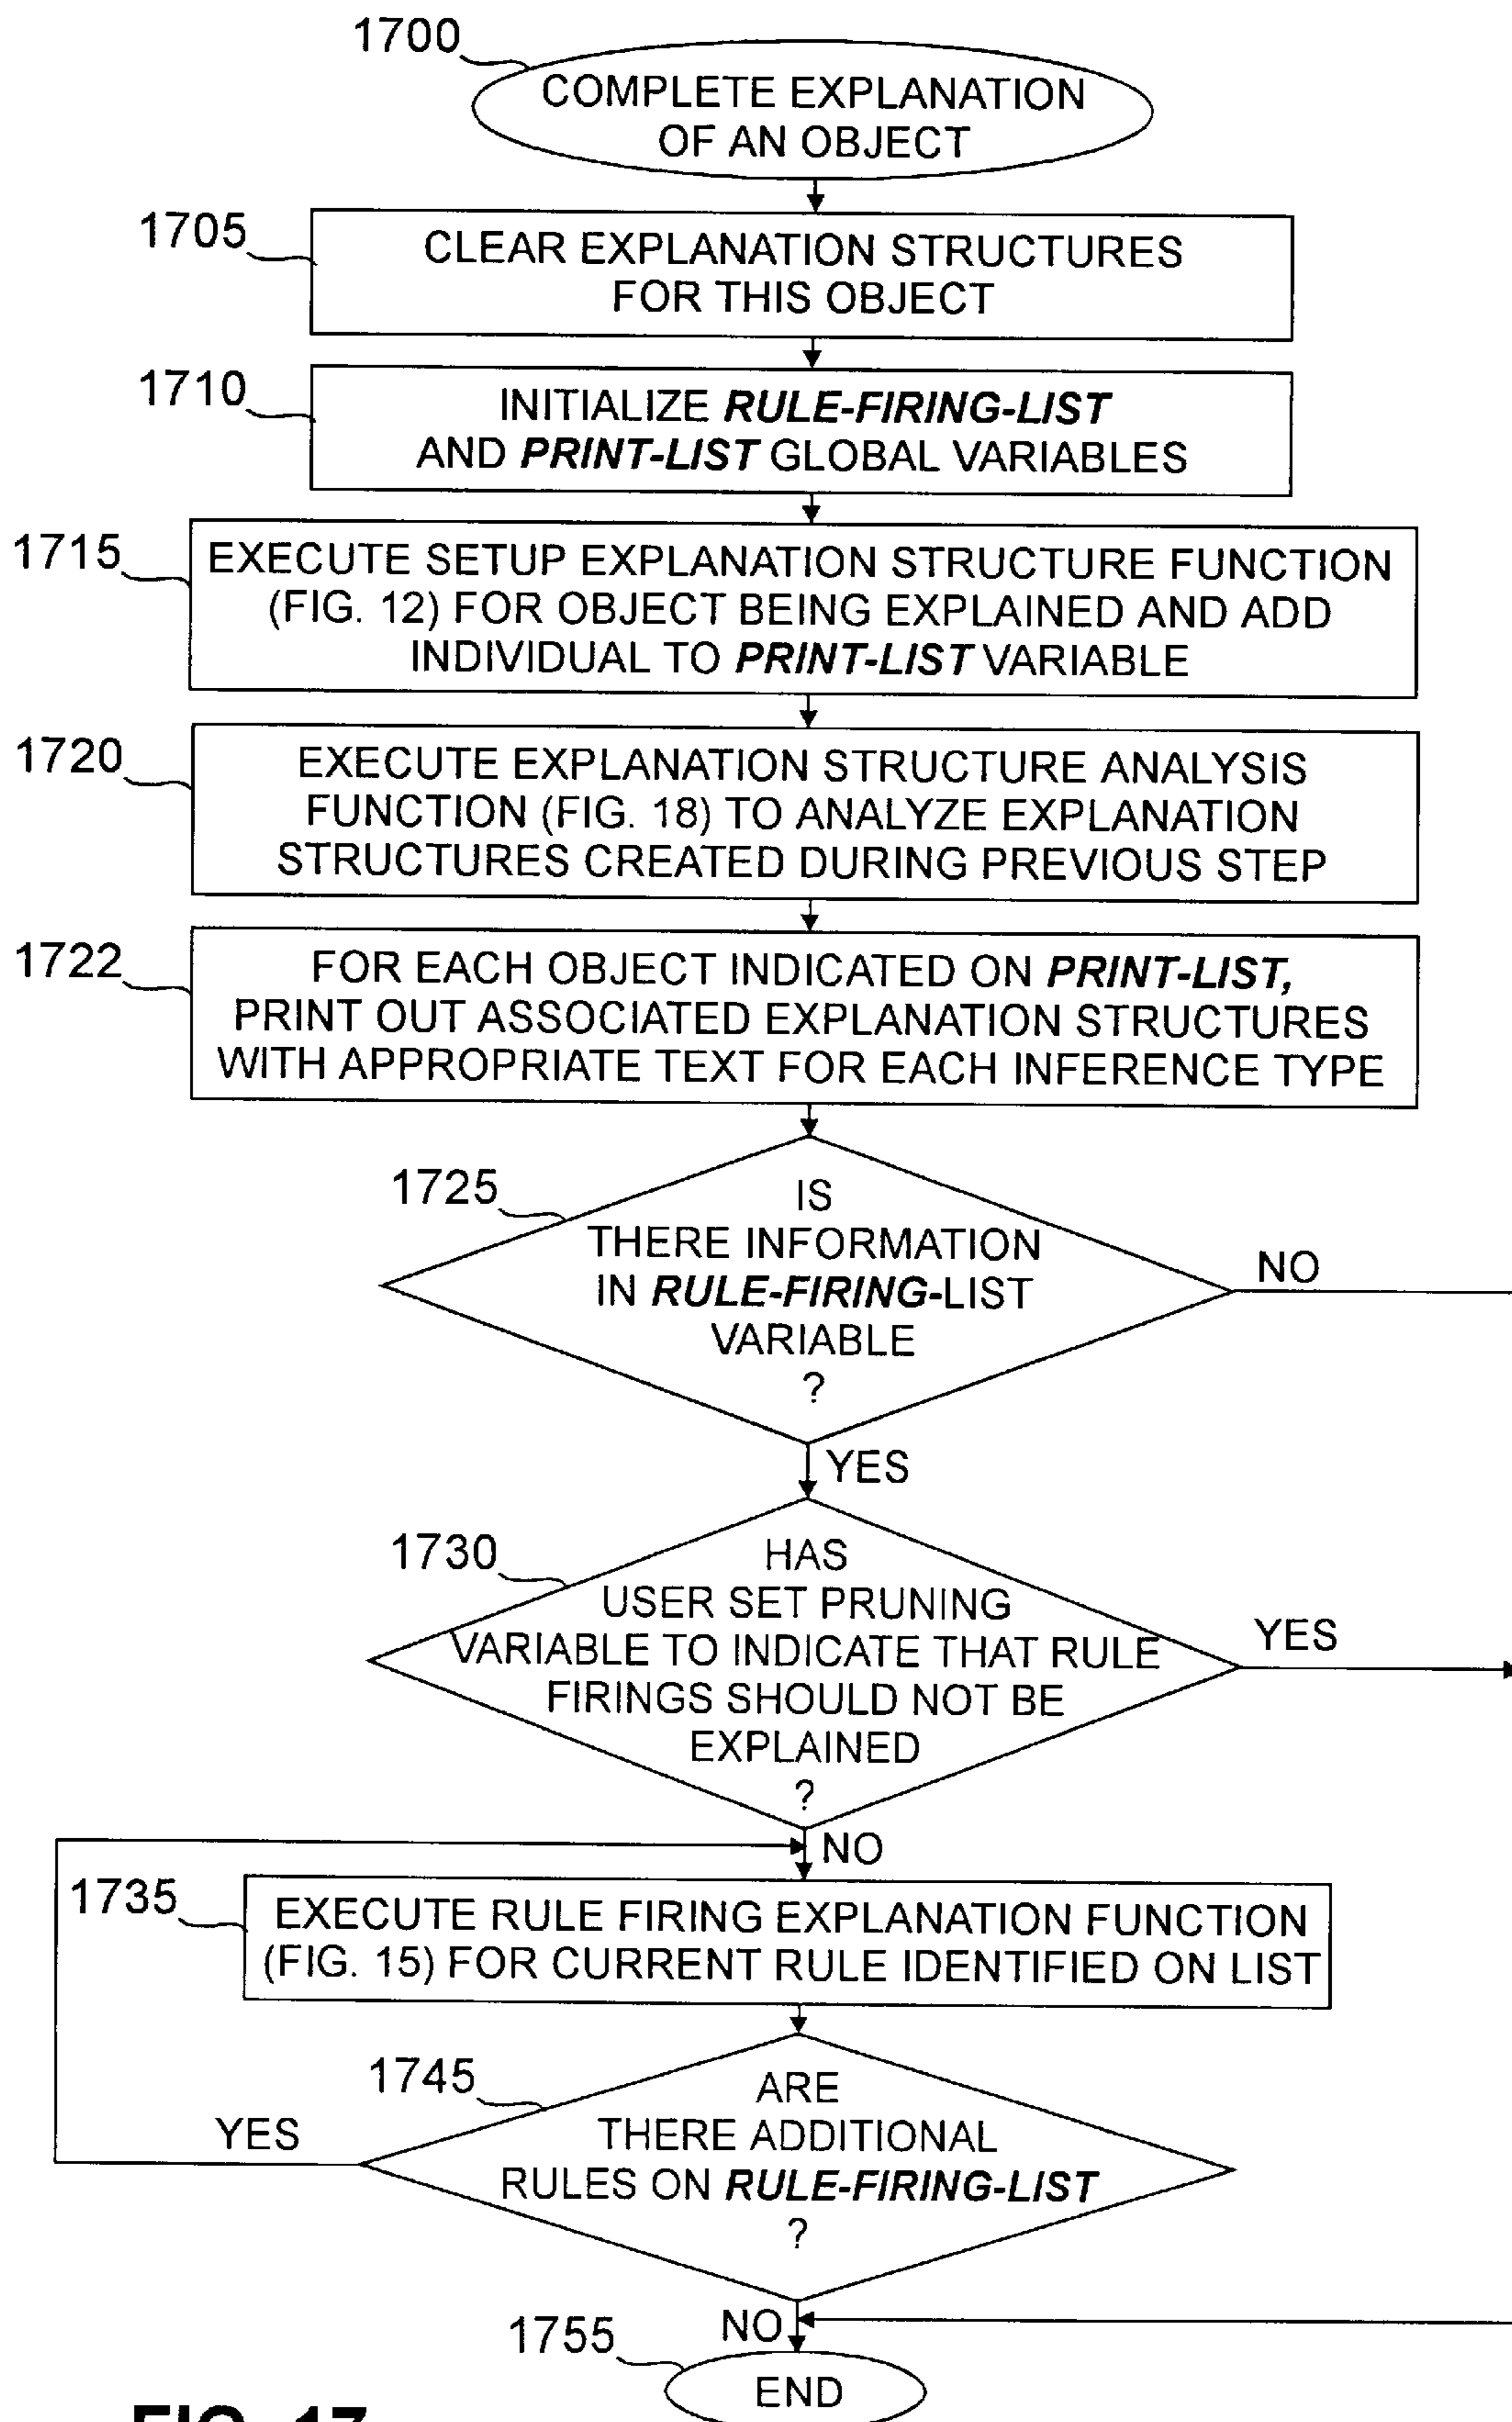 1700
COMPLETE EXPLANATION
OF AN OBJECT
1705
CLEAR EXPLANATION STRUCTURES
FOR THIS OBJECT
1710
INITIALIZE RULE-FIRING-LIST
AND PRINT-LIST GLOBAL VARIABLES
1715
EXECUTE SETUP EXPLANATION STRUCTURE FUNCTION
(FIG. 12) FOR OBJECT BEING EXPLAINED AND ADD
INDIVIDUAL TO PRINT-LIST VARIABLE
1720
EXECUTE EXPLANATION STRUCTURE ANALYSIS
FUNCTION (FIG. 18) TO ANALYZE EXPLANATION
STRUCTURES CREATED DURING PREVIOUS STEP
1722
FOR EACH OBJECT INDICATED ON PRINT-LIST,
PRINT OUT ASSOCIATED EXPLANATION STRUCTURES
WITH APPROPRIATE TEXT FOR EACH INFERENCE TYPE
1725
IS
THERE INFORMATION
IN RULE-FIRING-LIST
VARIABLE
?
NO
YES
1730
HAS
USER SET PRUNING
VARIABLE TO INDICATE THAT RULE
FIRINGS SHOULD NOT BE
EXPLAINED
?
YES
NO
1735
EXECUTE RULE FIRING EXPLANATION FUNCTION
(FIG. 15) FOR CURRENT RULE IDENTIFIED ON LIST
1745
ARE
THERE ADDITIONAL
RULES ON RULE-FIRING-LIST
?
YES
NO
1755
END
FIG. 17